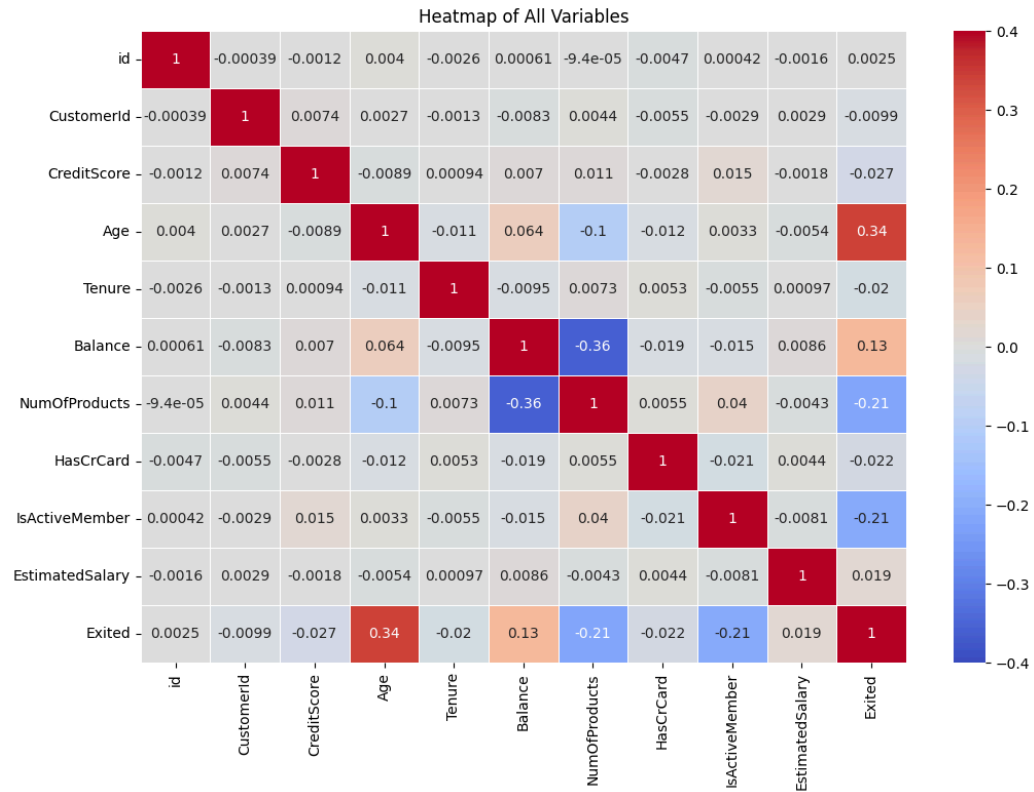 Heatmap of All Variables
id 1 -0.00039 -0.0012 0.004 -0.0026 0.00061 -9.4e-05 -0.0047 0.00042 -0.0016 0.0025
CustomerId -0.00039 1 0.0074 0.0027 -0.0013 -0.0083 0.0044 -0.0055 -0.0029 0.0029 -0.0099
CreditScore -0.0012 0.0074 1 -0.0089 0.00094 0.007 0.011 -0.0028 0.015 -0.0018 -0.027
Age 0.004 0.0027 -0.0089 1 -0.011 0.064 -0.1 -0.012 0.0033 -0.0054 0.34
Tenure -0.0026 -0.0013 0.00094 -0.011 1 -0.0095 0.0073 0.0053 -0.0055 0.00097 -0.02
Balance 0.00061 -0.0083 0.007 0.064 -0.0095 1 -0.36 -0.019 -0.015 0.0086 0.13
NumOfProducts -9.4e-05 0.0044 0.011 -0.1 0.0073 -0.36 1 0.0055 0.04 -0.0043 -0.21
HasCrCard -0.0047 -0.0055 -0.0028 -0.012 0.0053 -0.019 0.0055 1 -0.021 0.0044 -0.022
IsActiveMember 0.00042 -0.0029 0.015 0.0033 -0.0055 -0.015 0.04 -0.021 1 -0.0081 -0.21
EstimatedSalary -0.0016 0.0029 -0.0018 -0.0054 0.00097 0.0086 -0.0043 0.0044 -0.0081 1 0.019
Exited 0.0025 -0.0099 -0.027 0.34 -0.02 0.13 -0.21 -0.022 -0.21 0.019 1
id CustomerId CreditScore Age Tenure Balance NumOfProducts HasCrCard IsActiveMember EstimatedSalary Exited
0.4
0.3
0.2
0.1
0.0
−0.1
−0.2
−0.3
−0.4